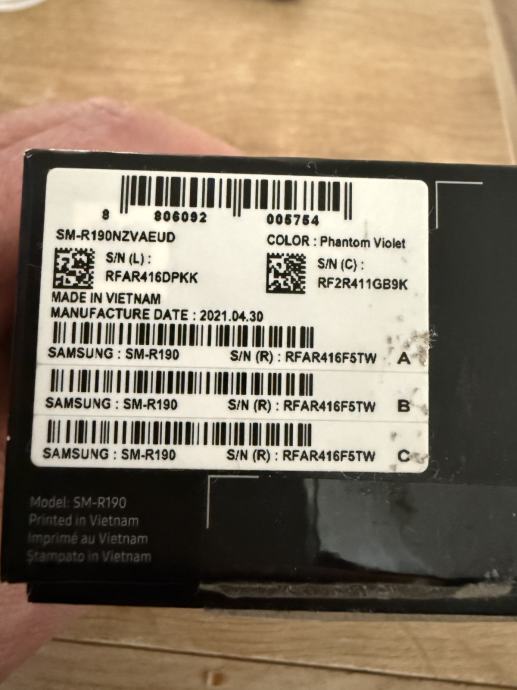 8 806092 005754
SM-R190NZVAEUD COLOR : Phantom Violet
S/N (L) : S/N (C) :
RFAR416DPKK RF2R411GB9K
MADE IN VIETNAM
MANUFACTURE DATE : 2021.04.30
SAMSUNG : SM-R190 S/N (R) : RFAR416F5TW A
SAMSUNG : SM-R190 S/N (R) : RFAR416F5TW B
SAMSUNG : SM-R190 S/N (R) : RFAR416F5TW C
Model: SM-R190
Printed in Vietnam
Imprimé au Vietnam
Stampato in Vietnam